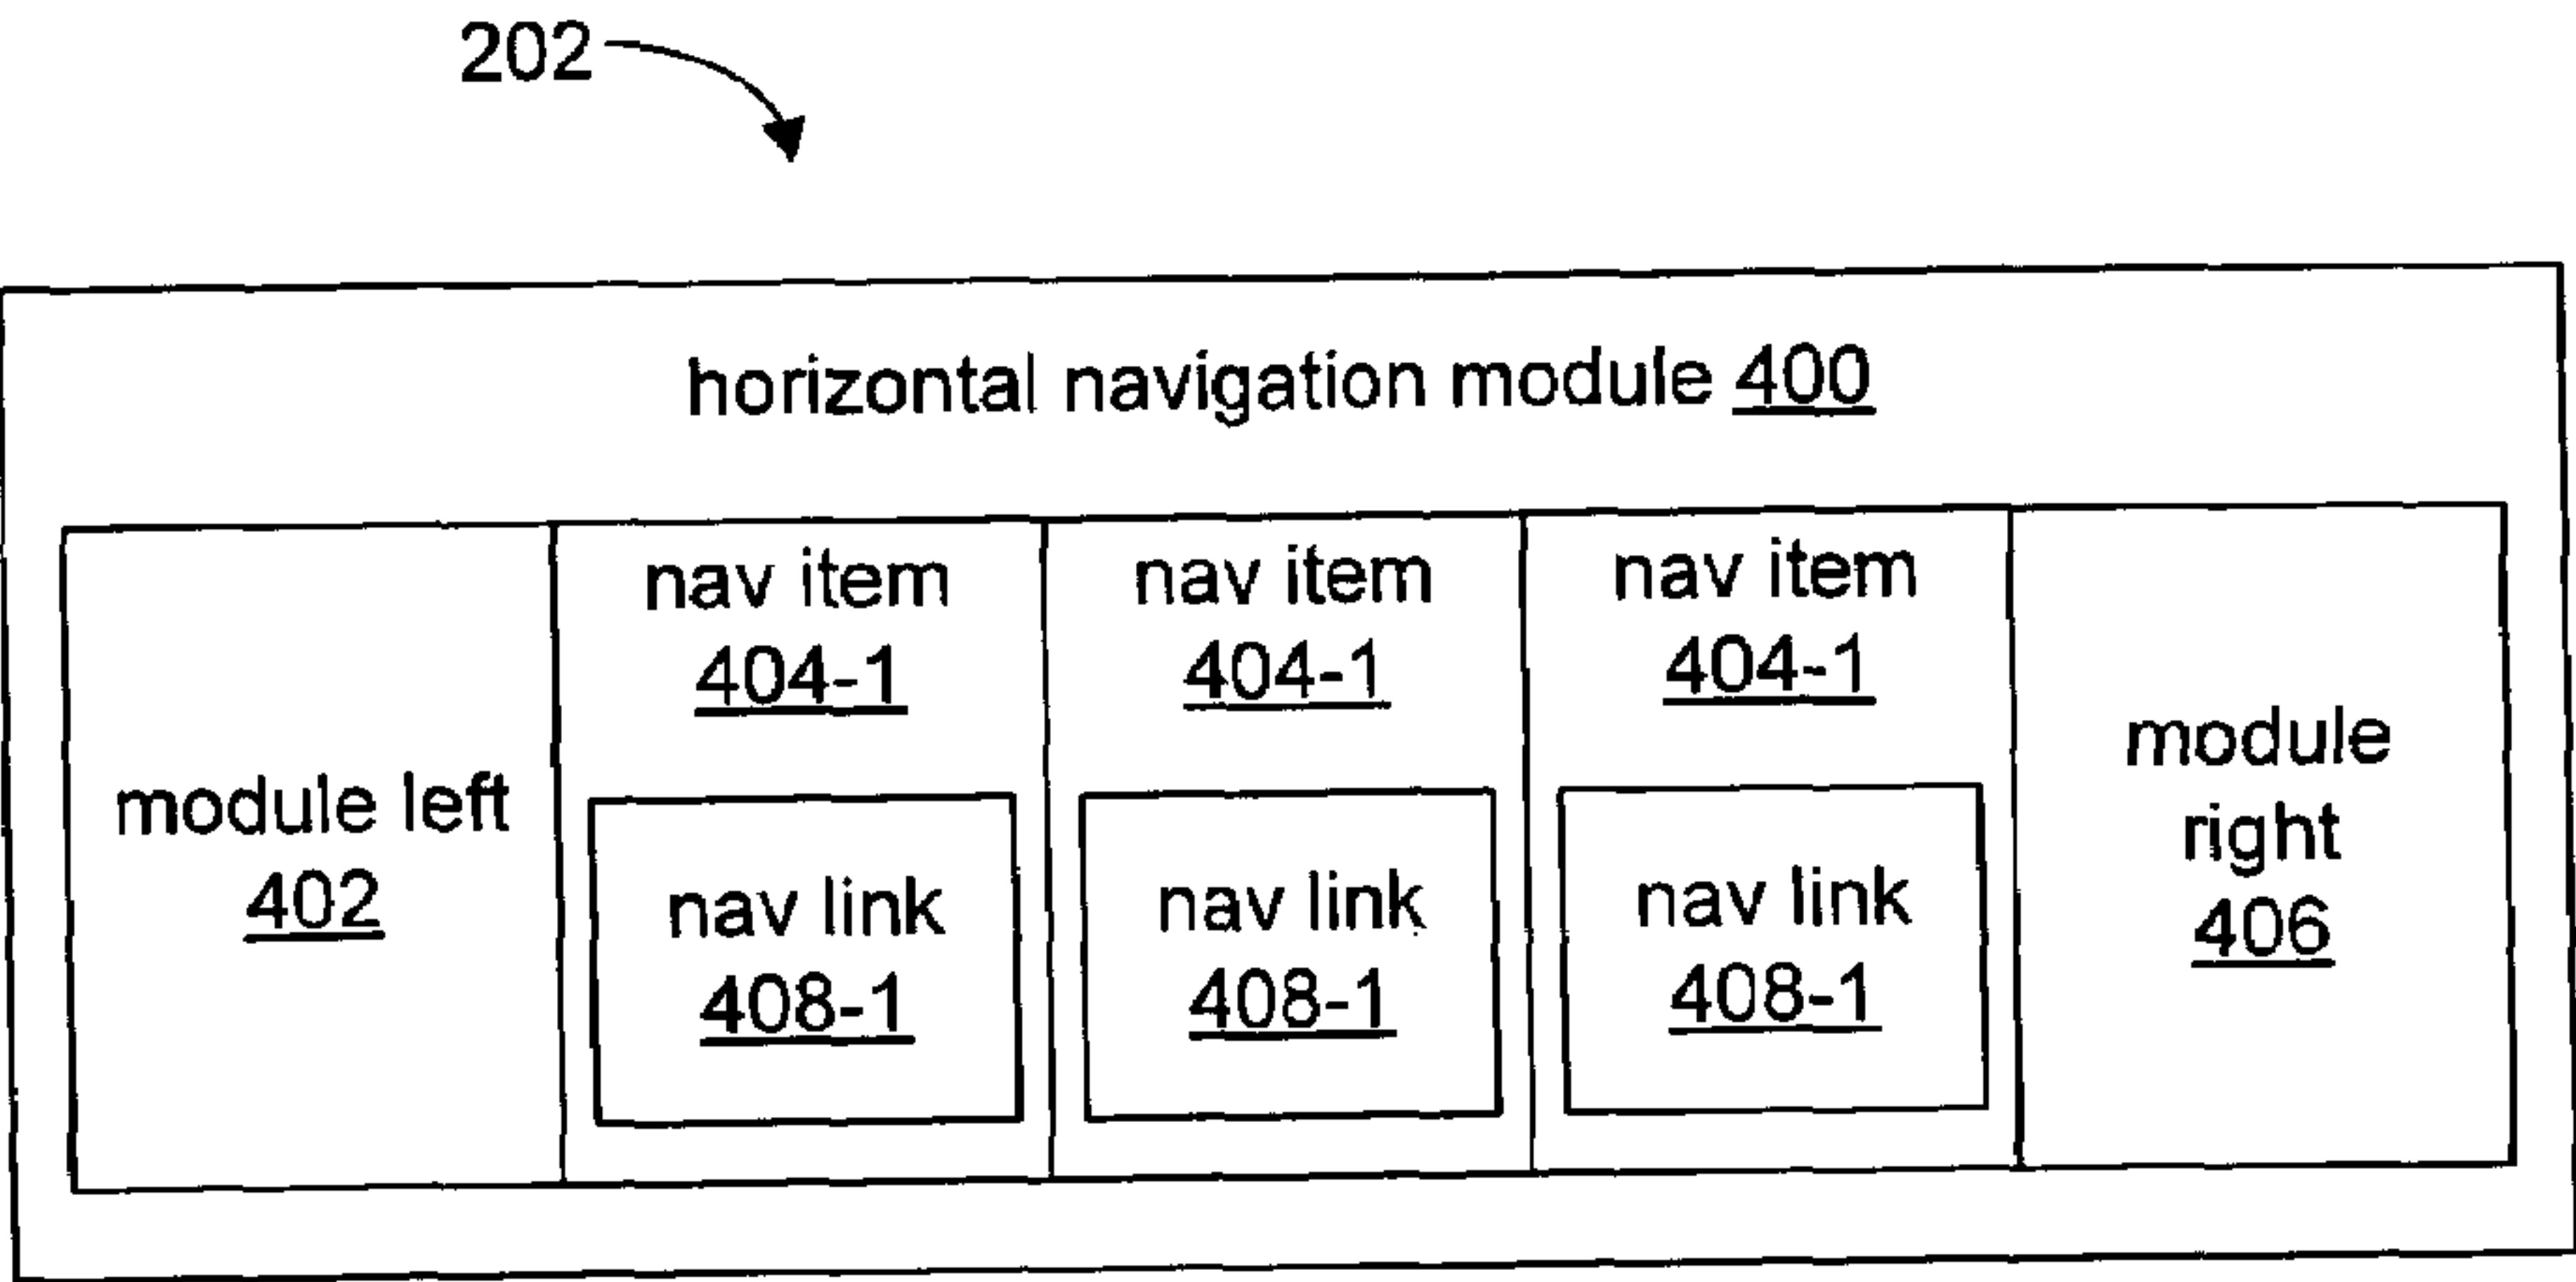 202
horizontal navigation module 400
module left
402
nav item
404-1
nav link
408-1
nav item
404-1
nav link
408-1
nav item
404-1
nav link
408-1
module
right
406